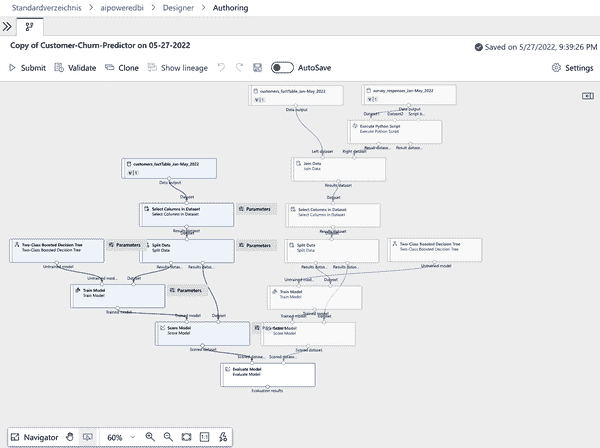 Standardverzeichnis > aipoweredbi > Designer > Authoring
Copy of Customer-Churn-Predictor on 05-27-2022
Saved on 5/27/2022, 9:39:26 PM
Submit Validate Clone Show lineage AutoSave Settings
customers_factTable_Jan-May_2022
survey_responses_Jan-May_2022
Data output
Data output
Dataset1 Dataset2 Script b...
Execute Python Script
Execute Python Script
Result dataset... Result dataset...
Left dataset Right dataset
Join Data
Join Data
Results dataset
customers_factTable_Jan-May_2022
Data output
Dataset
Dataset
Select Columns in Dataset
Select Columns in Dataset
Parameters
Select Columns in Dataset
Select Columns in Dataset
Two-Class Boosted Decision Tree
Two-Class Boosted Decision Tree
Parameters
Split Data
Split Data
Parameters
Split Data
Split Data
Two-Class Boosted Decision Tree
Two-Class Boosted Decision Tree
Untrained model
Results datas... Results datas...
Results datas... Results datas...
Untrained model
Untrained mod... Dataset
Untrained mod... Dataset
Train Model
Train Model
Parameters
Train Model
Train Model
Trained model
Trained model
Trained model Dataset
Trained model Dataset
Score Model
Score Model
Score Model
Score Model
Scored dataset
Scored dataset
Scored datase... Scored datase...
Evaluate Model
Evaluate Model
Evaluation results
Navigator 60% 1:1